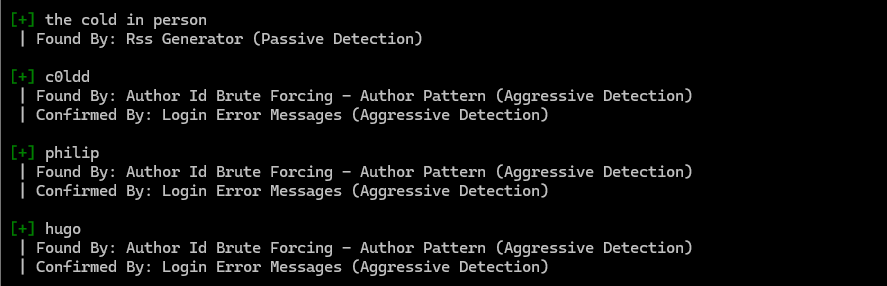 [+] the cold in person
| Found By: Rss Generator (Passive Detection)
[+] c0ldd
| Found By: Author Id Brute Forcing - Author Pattern (Aggressive Detection)
| Confirmed By: Login Error Messages (Aggressive Detection)
[+] philip
| Found By: Author Id Brute Forcing - Author Pattern (Aggressive Detection)
| Confirmed By: Login Error Messages (Aggressive Detection)
[+] hugo
| Found By: Author Id Brute Forcing - Author Pattern (Aggressive Detection)
| Confirmed By: Login Error Messages (Aggressive Detection)